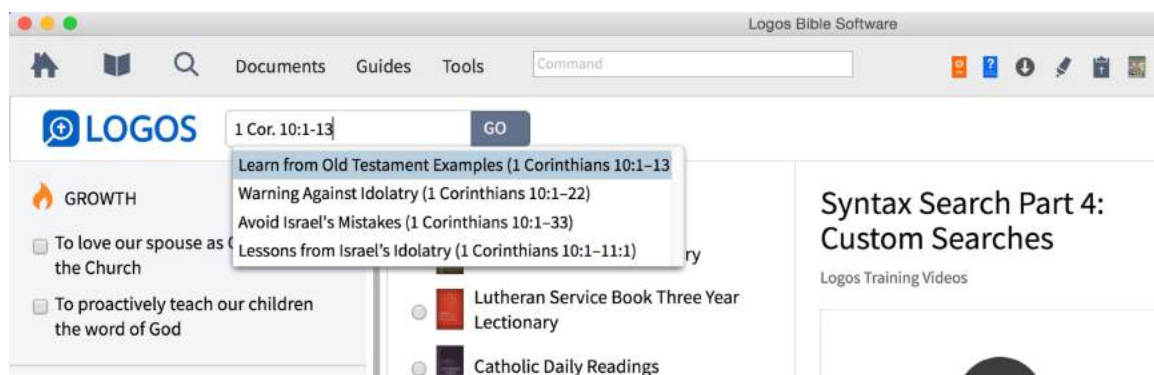 Logos Bible Software
Documents Guides Tools Command
LOGOS 1 Cor. 10:1-13 GO
Learn from Old Testament Examples (1 Corinthians 10:1–13
Warning Against Idolatry (1 Corinthians 10:1–22)
Avoid Israel's Mistakes (1 Corinthians 10:1–33)
Lessons from Israel's Idolatry (1 Corinthians 10:1–11:1)
GROWTH
To love our spouse as
the Church
To proactively teach our children
the word of God
Lutheran Service Book Three Year
Lectionary
Catholic Daily Readings
Syntax Search Part 4:
Custom Searches
Logos Training Videos